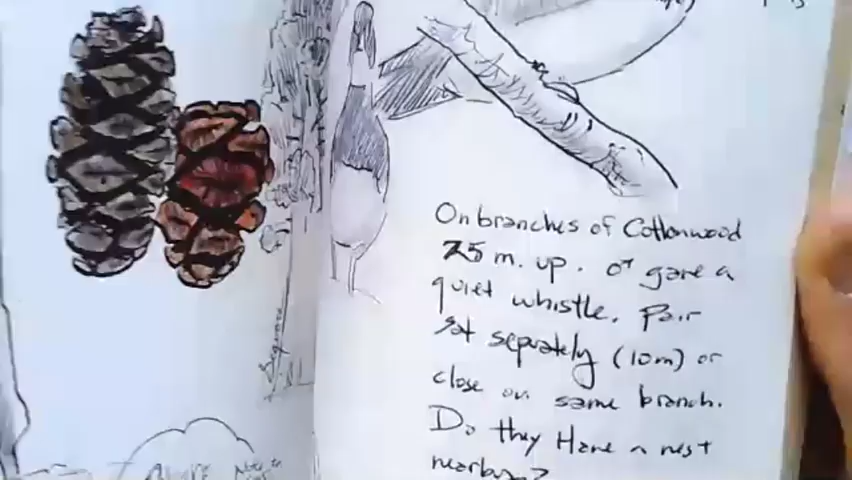 On branches of Cottonwood
25 m. up. ♂ gave a
quiet whistle. Pair
sat separately (10m) or
close on same branch.
Do they Have a nest
nearby?